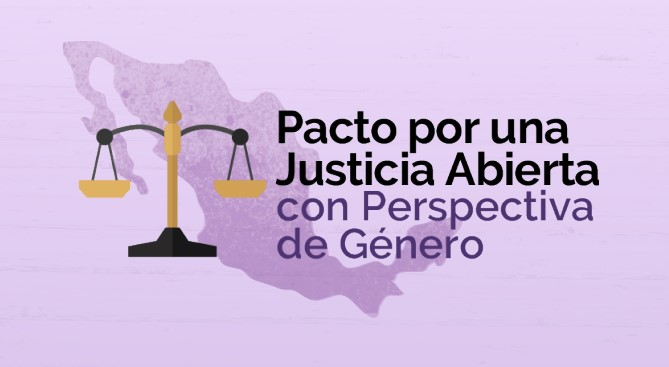 Pacto por una
Justicia Abierta
con Perspectiva
de Género